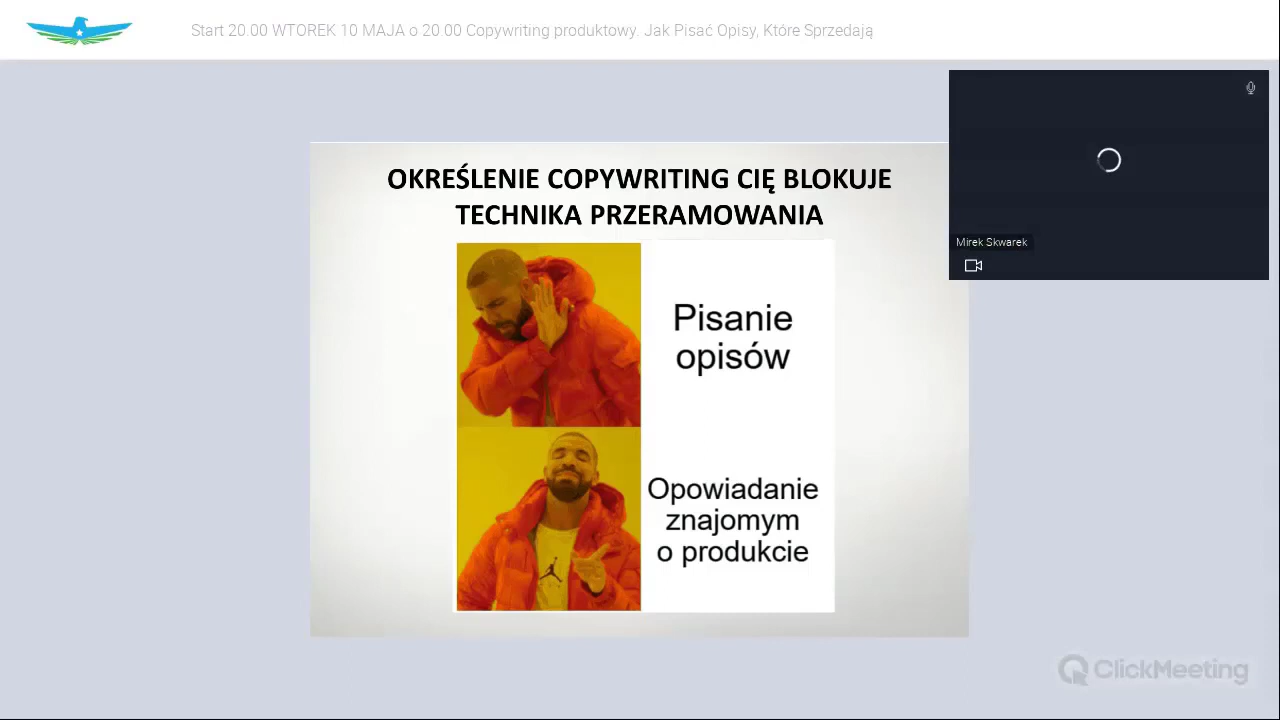 Start 20.00 WTOREK 10 MAJA o 20.00 Copywriting produktowy. Jak Pisać Opisy, Które Sprzedają
OKREŚLENIE COPYWRITING CIĘ BLOKUJE
TECHNIKA PRZERAMOWANIA
Mirek Skwarek
Pisanie
opisów
Opowiadanie
znajomym
o produkcie
ClickMeeting